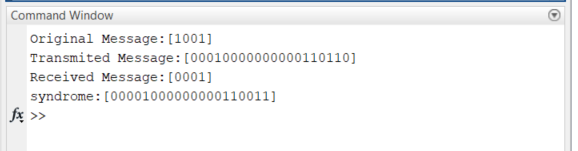 Command Window
Original Message:[1001]
Transmited Message:[00010000000000110110]
Received Message:[0001]
syndrome:[00001000000000110011]
fx >>